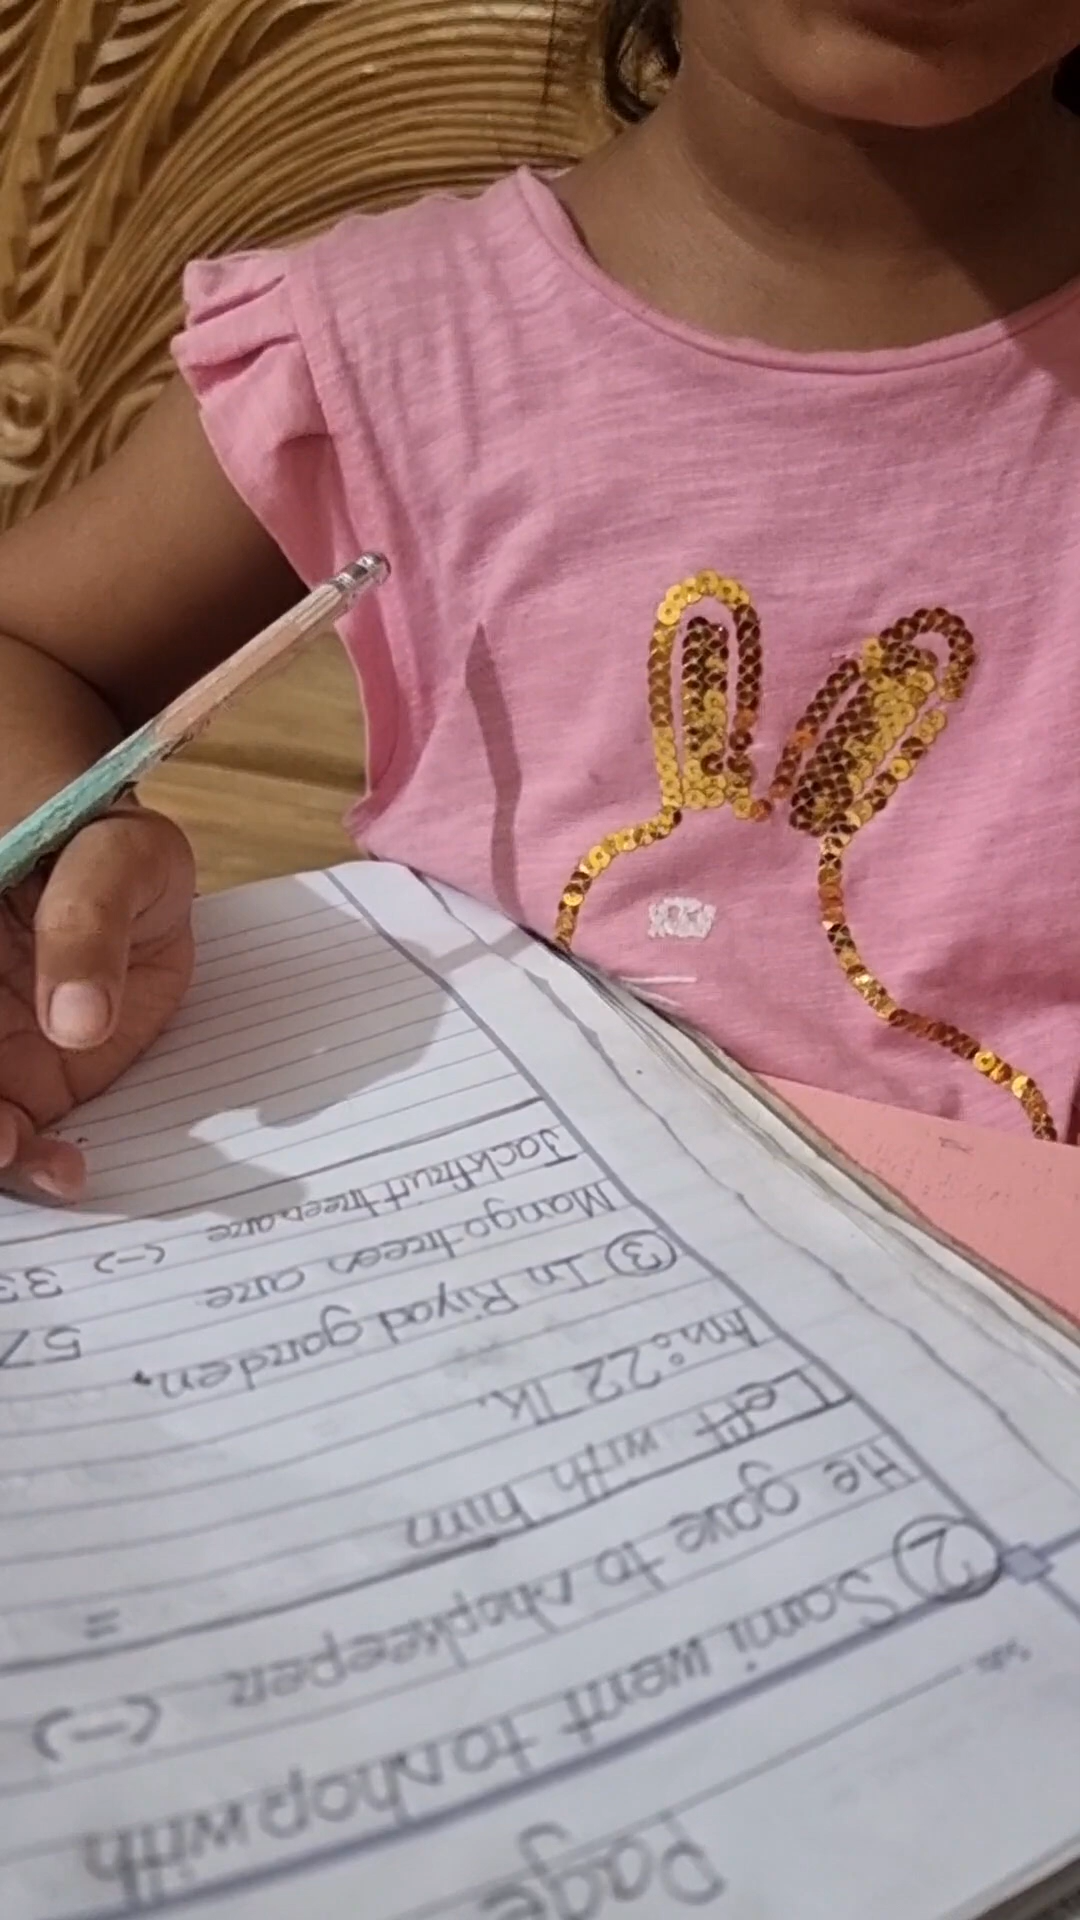 Page
② Sami went to shop with
He gave to shopkeeper (-)
Left with him =
Ans: 22 Tk.
③ In Riyad garden,
Mango trees are 57
Jackfruit trees are (-) 33